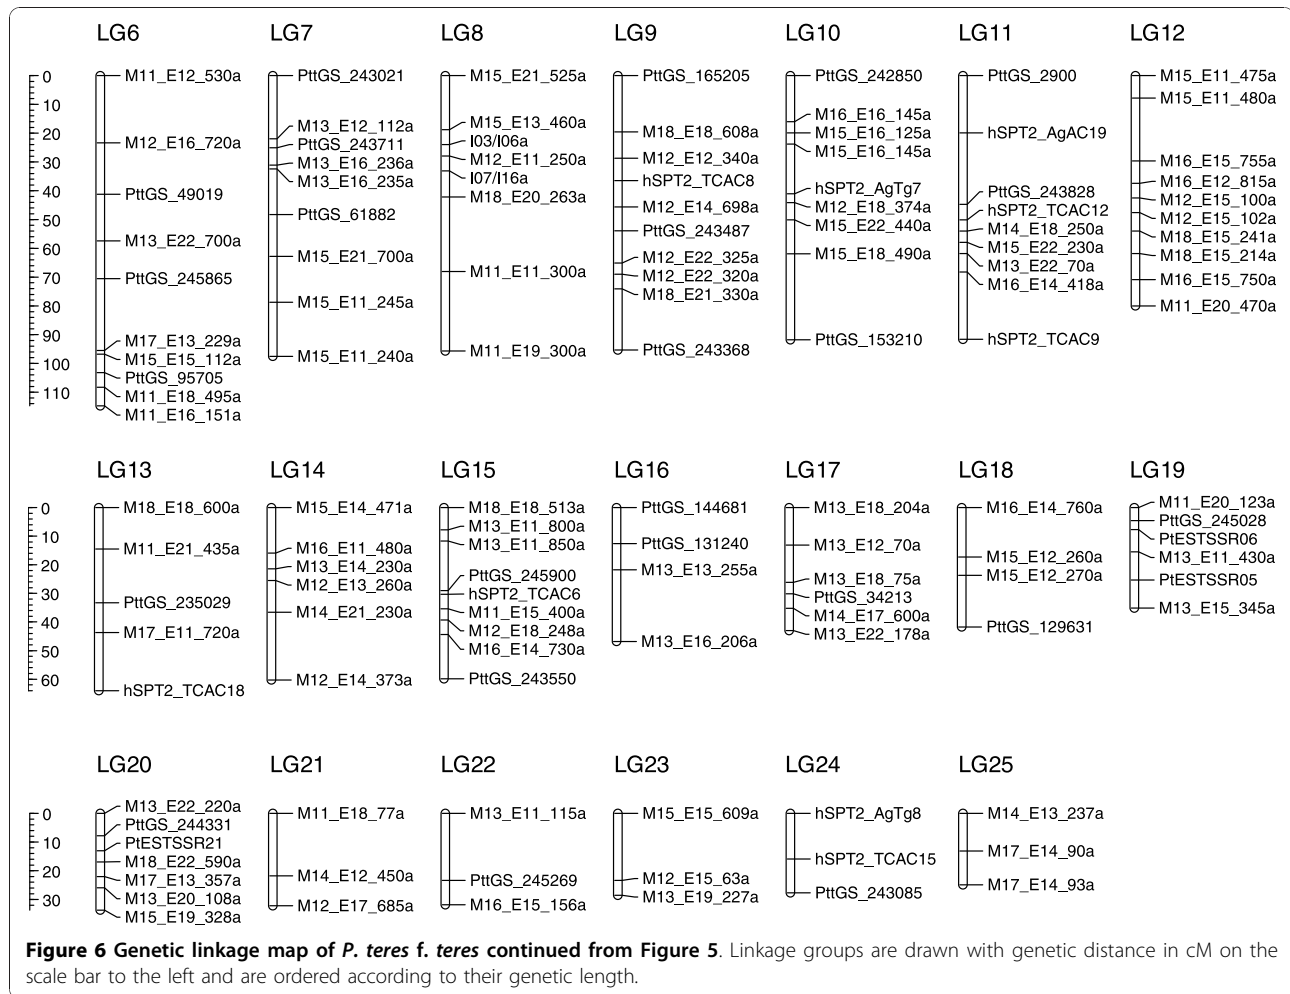 LG6
LG7
LG8
LG9
LG10
LG11
LG12
0
10
20
30
40
50
60
70
80
90
100
110
M11_E12_530a
M12_E16_720a
PttGS_49019
M13_E22_700a
PttGS_245865
M17_E13_229a
M15_E15_112a
PttGS_95705
M11_E18_495a
M11_E16_151a
PttGS_243021
M13_E12_112a
PttGS_243711
M13_E16_236a
M13_E16_235a
PttGS_61882
M15_E21_700a
M15_E11_245a
M15_E11_240a
M15_E21_525a
M15_E13_460a
I03/I06a
M12_E11_250a
I07/I16a
M18_E20_263a
M11_E11_300a
M11_E19_300a
PttGS_165205
M18_E18_608a
M12_E12_340a
hSPT2_TCAC8
M12_E14_698a
PttGS_243487
M12_E22_325a
M12_E22_320a
M18_E21_330a
PttGS_243368
PttGS_242850
M16_E16_145a
M15_E16_125a
M15_E16_145a
hSPT2_AgTg7
M12_E18_374a
M15_E22_440a
M15_E18_490a
PttGS_153210
PttGS_2900
hSPT2_AgAC19
PttGS_243828
hSPT2_TCAC12
M14_E18_250a
M15_E22_230a
M13_E22_70a
M16_E14_418a
hSPT2_TCAC9
M15_E11_475a
M15_E11_480a
M16_E15_755a
M16_E12_815a
M12_E15_100a
M12_E15_102a
M18_E15_241a
M18_E15_214a
M16_E15_750a
M11_E20_470a
LG13
LG14
LG15
LG16
LG17
LG18
LG19
0
10
20
30
40
50
60
M18_E18_600a
M11_E21_435a
PttGS_235029
M17_E11_720a
hSPT2_TCAC18
M15_E14_471a
M16_E11_480a
M13_E14_230a
M12_E13_260a
M14_E21_230a
M12_E14_373a
M18_E18_513a
M13_E11_800a
M13_E11_850a
PttGS_245900
hSPT2_TCAC6
M11_E15_400a
M12_E18_248a
M16_E14_730a
PttGS_243550
PttGS_144681
PttGS_131240
M13_E13_255a
M13_E16_206a
M13_E18_204a
M13_E12_70a
M13_E18_75a
PttGS_34213
M14_E17_600a
M13_E22_178a
M16_E14_760a
M15_E12_260a
M15_E12_270a
PttGS_129631
M11_E20_123a
PttGS_245028
PtESTSSR06
M13_E11_430a
PtESTSSR05
M13_E15_345a
LG20
LG21
LG22
LG23
LG24
LG25
0
10
20
30
M13_E22_220a
PttGS_244331
PtESTSSR21
M18_E22_590a
M17_E13_357a
M13_E20_108a
M15_E19_328a
M11_E18_77a
M14_E12_450a
M12_E17_685a
M13_E11_115a
PttGS_245269
M16_E15_156a
M15_E15_609a
M12_E15_63a
M13_E19_227a
hSPT2_AgTg8
hSPT2_TCAC15
PttGS_243085
M14_E13_237a
M17_E14_90a
M17_E14_93a
Figure 6 Genetic linkage map of P. teres f. teres continued from Figure 5. Linkage groups are drawn with genetic distance in cM on the
scale bar to the left and are ordered according to their genetic length.